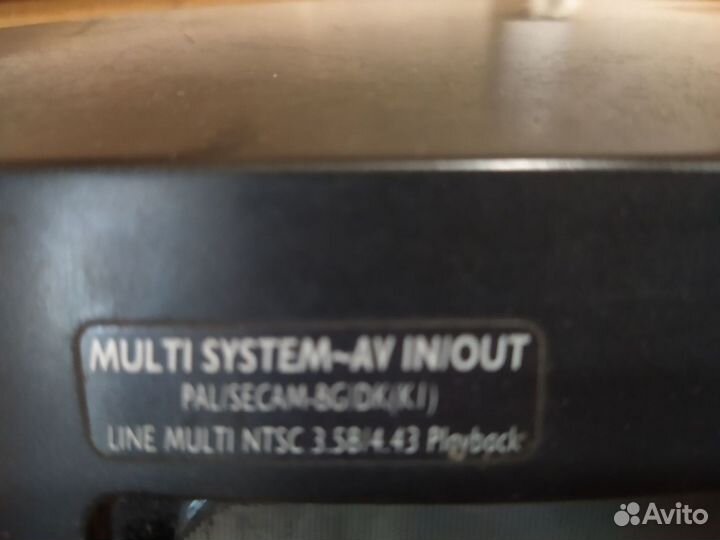 MULTI SYSTEM~AV IN/OUT
PAL/SECAM-BG/DK(K1)
LINE MULTI NTSC 3.58/4.43 Playback
Avito